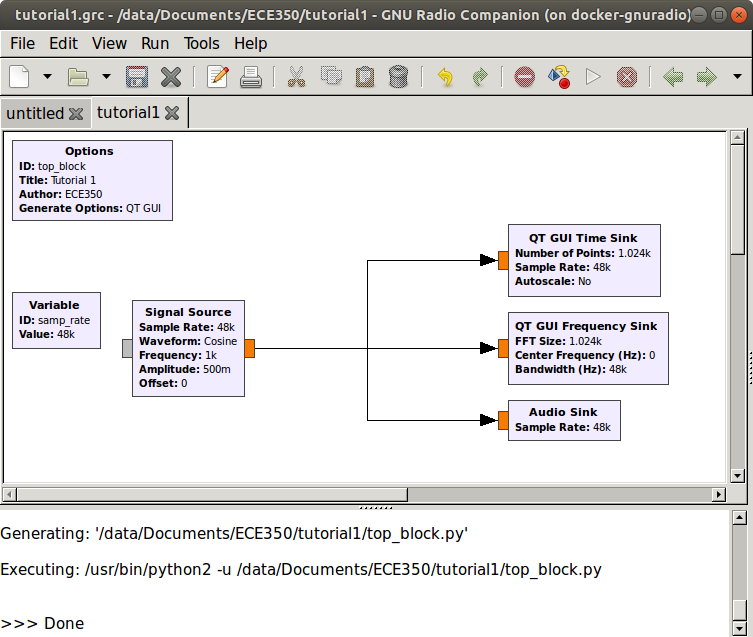 tutorial1.grc - /data/Documents/ECE350/tutorial1 - GNU Radio Companion (on docker-gnuradio)
File Edit View Run Tools Help
untitled tutorial1
Options
ID: top_block
Title: Tutorial 1
Author: ECE350
Generate Options: QT GUI
Variable
ID: samp_rate
Value: 48k
Signal Source
Sample Rate: 48k
Waveform: Cosine
Frequency: 1k
Amplitude: 500m
Offset: 0
QT GUI Time Sink
Number of Points: 1.024k
Sample Rate: 48k
Autoscale: No
QT GUI Frequency Sink
FFT Size: 1.024k
Center Frequency (Hz): 0
Bandwidth (Hz): 48k
Audio Sink
Sample Rate: 48k
Generating: '/data/Documents/ECE350/tutorial1/top_block.py'
Executing: /usr/bin/python2 -u /data/Documents/ECE350/tutorial1/top_block.py
>>> Done